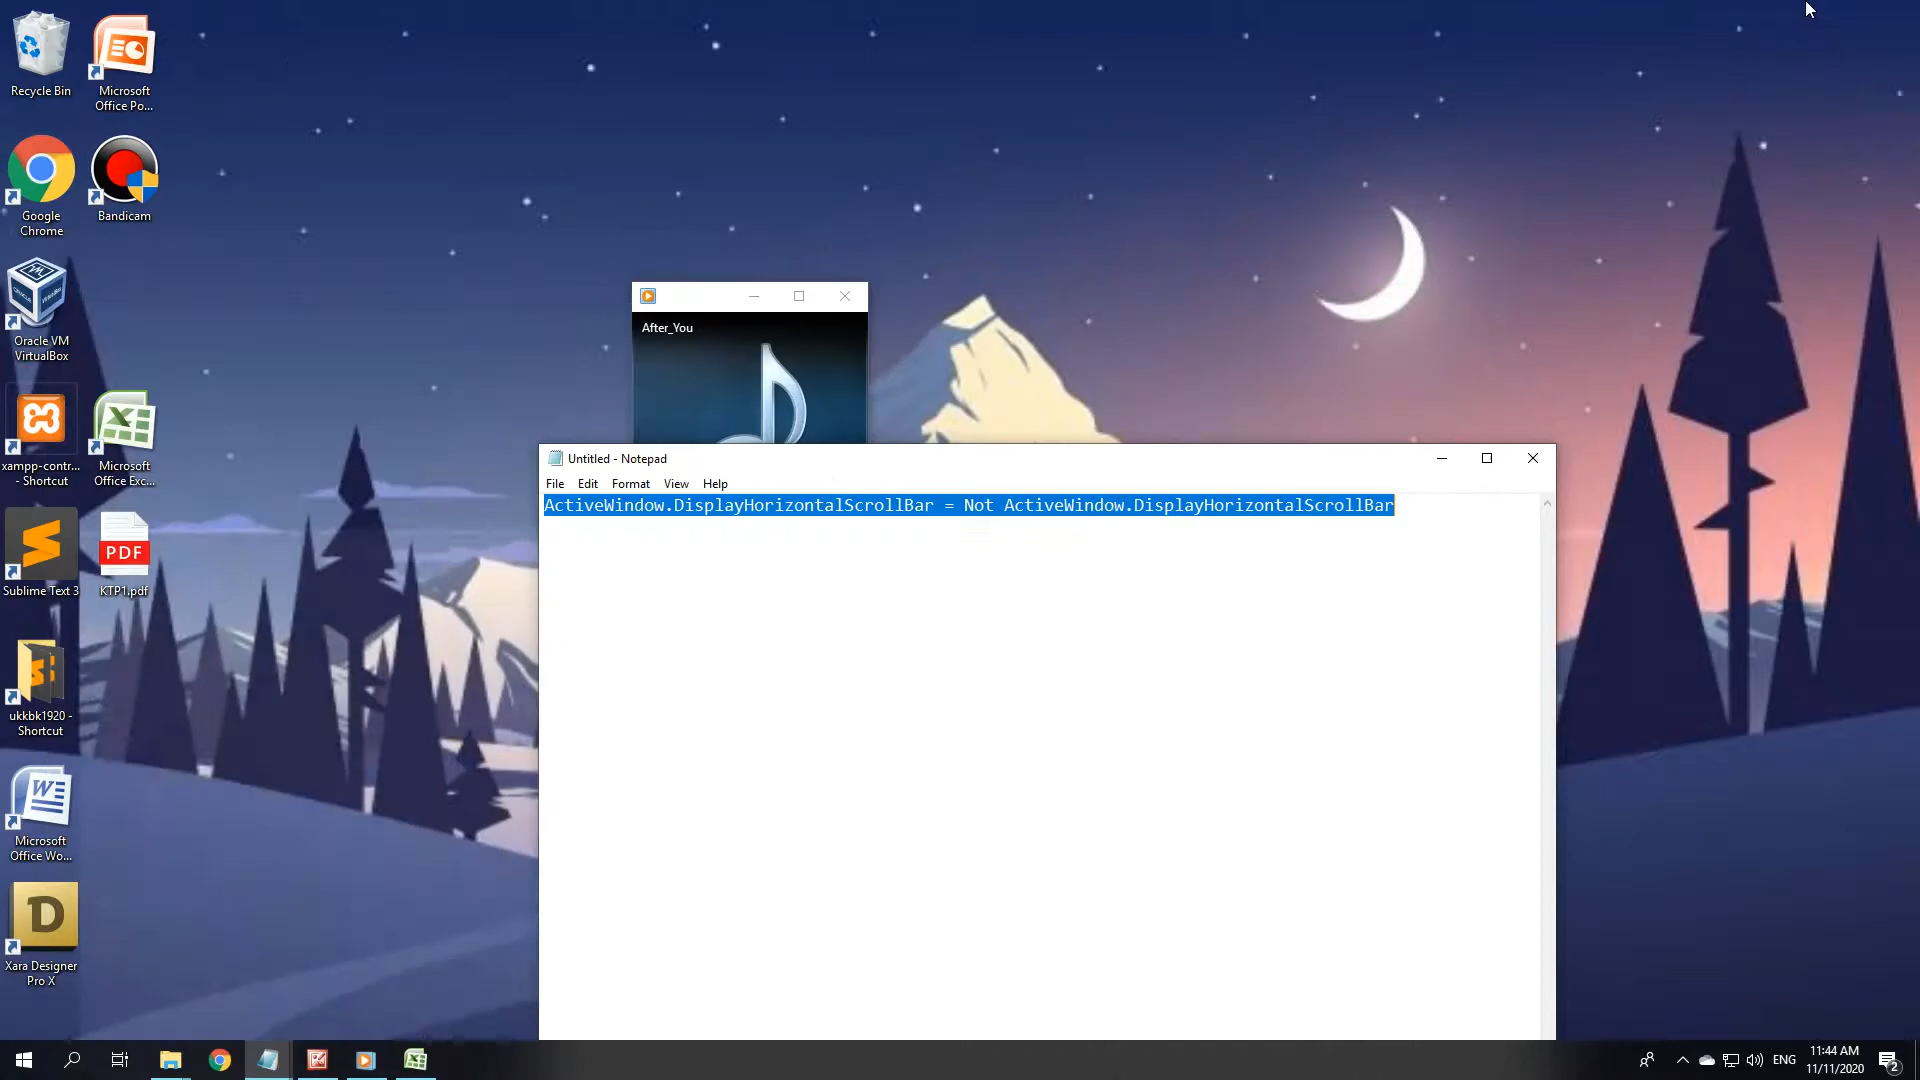 Recycle Bin
Microsoft
Office Po...
Google
Chrome
Bandicam
Oracle VM
VirtualBox
xampp-contr...
- Shortcut
Microsoft
Office Exc...
Sublime Text 3
PDF
KTP1.pdf
ukkbk1920 -
Shortcut
Microsoft
Office Wo...
D
Xara Designer
Pro X
After_You
Untitled - Notepad
File Edit Format View Help
ActiveWindow.DisplayHorizontalScrollBar = Not ActiveWindow.DisplayHorizontalScrollBar
ENG
11:44 AM
11/11/2020
2